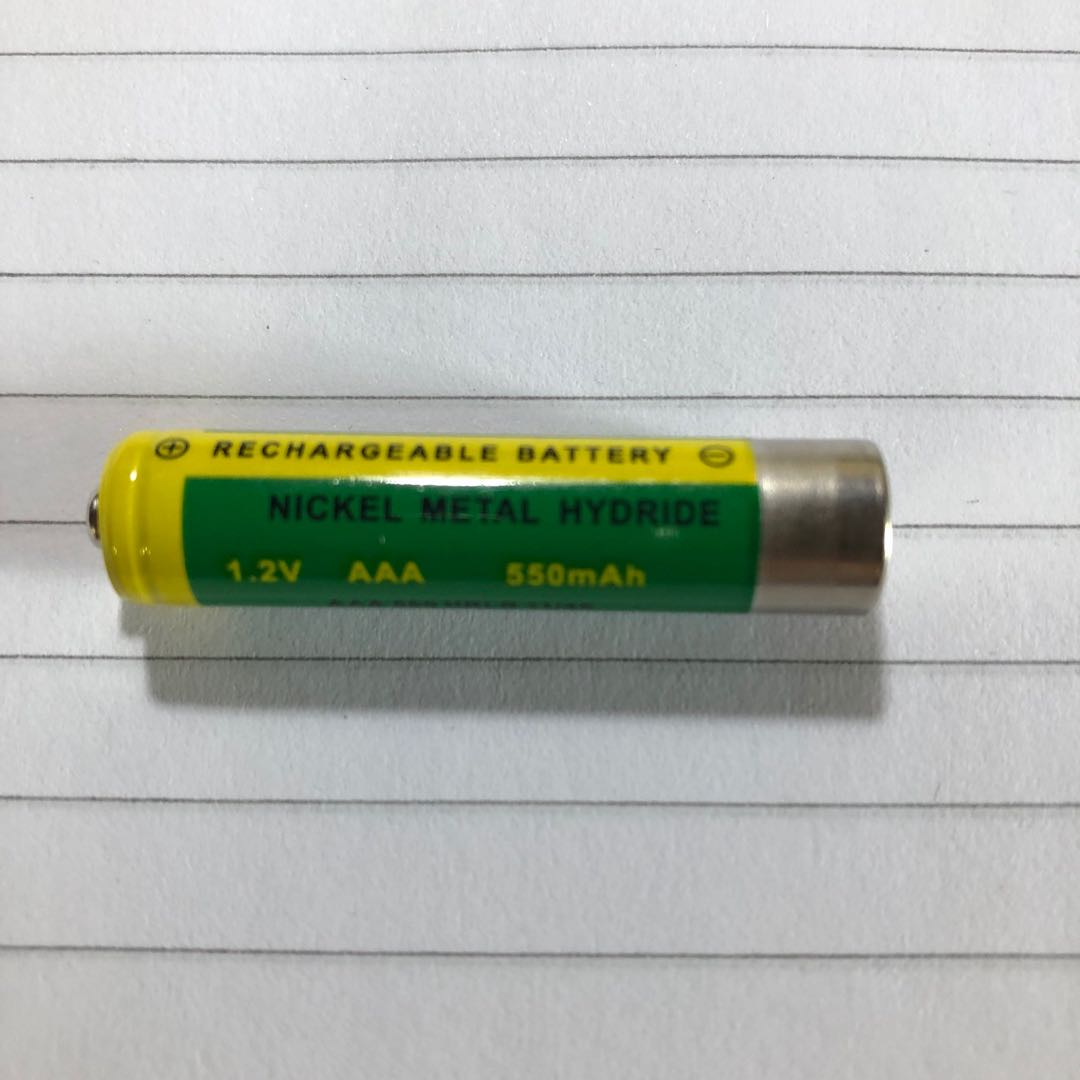 ⊕ RECHARGEABLE BATTERY ⊖
NICKEL METAL HYDRIDE
1.2V AAA 550mAh